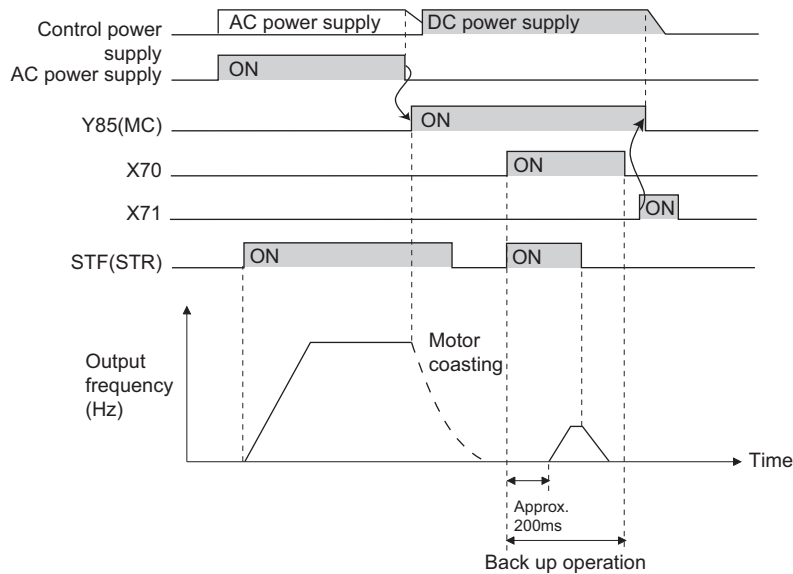 Control power
supply
AC power supply
DC power supply
AC power supply
ON
Y85(MC)
ON
X70
ON
X71
ON
STF(STR)
ON
ON
Output
frequency
(Hz)
Motor
coasting
Time
Approx.
200ms
Back up operation